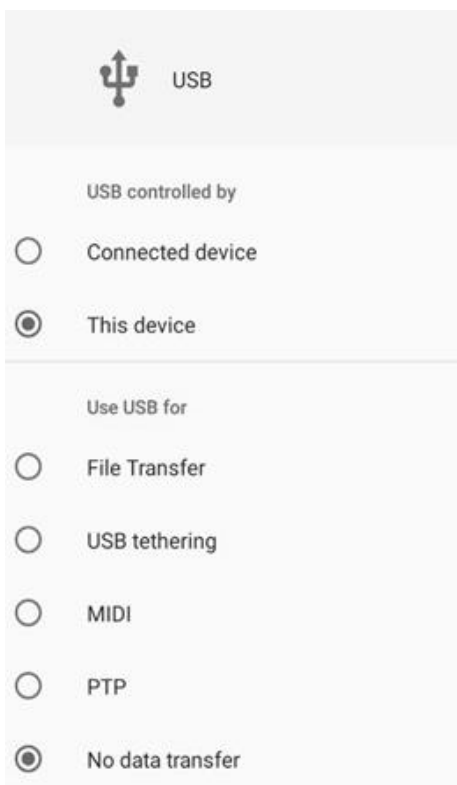 USB
USB controlled by
Connected device
This device
Use USB for
File Transfer
USB tethering
MIDI
PTP
No data transfer